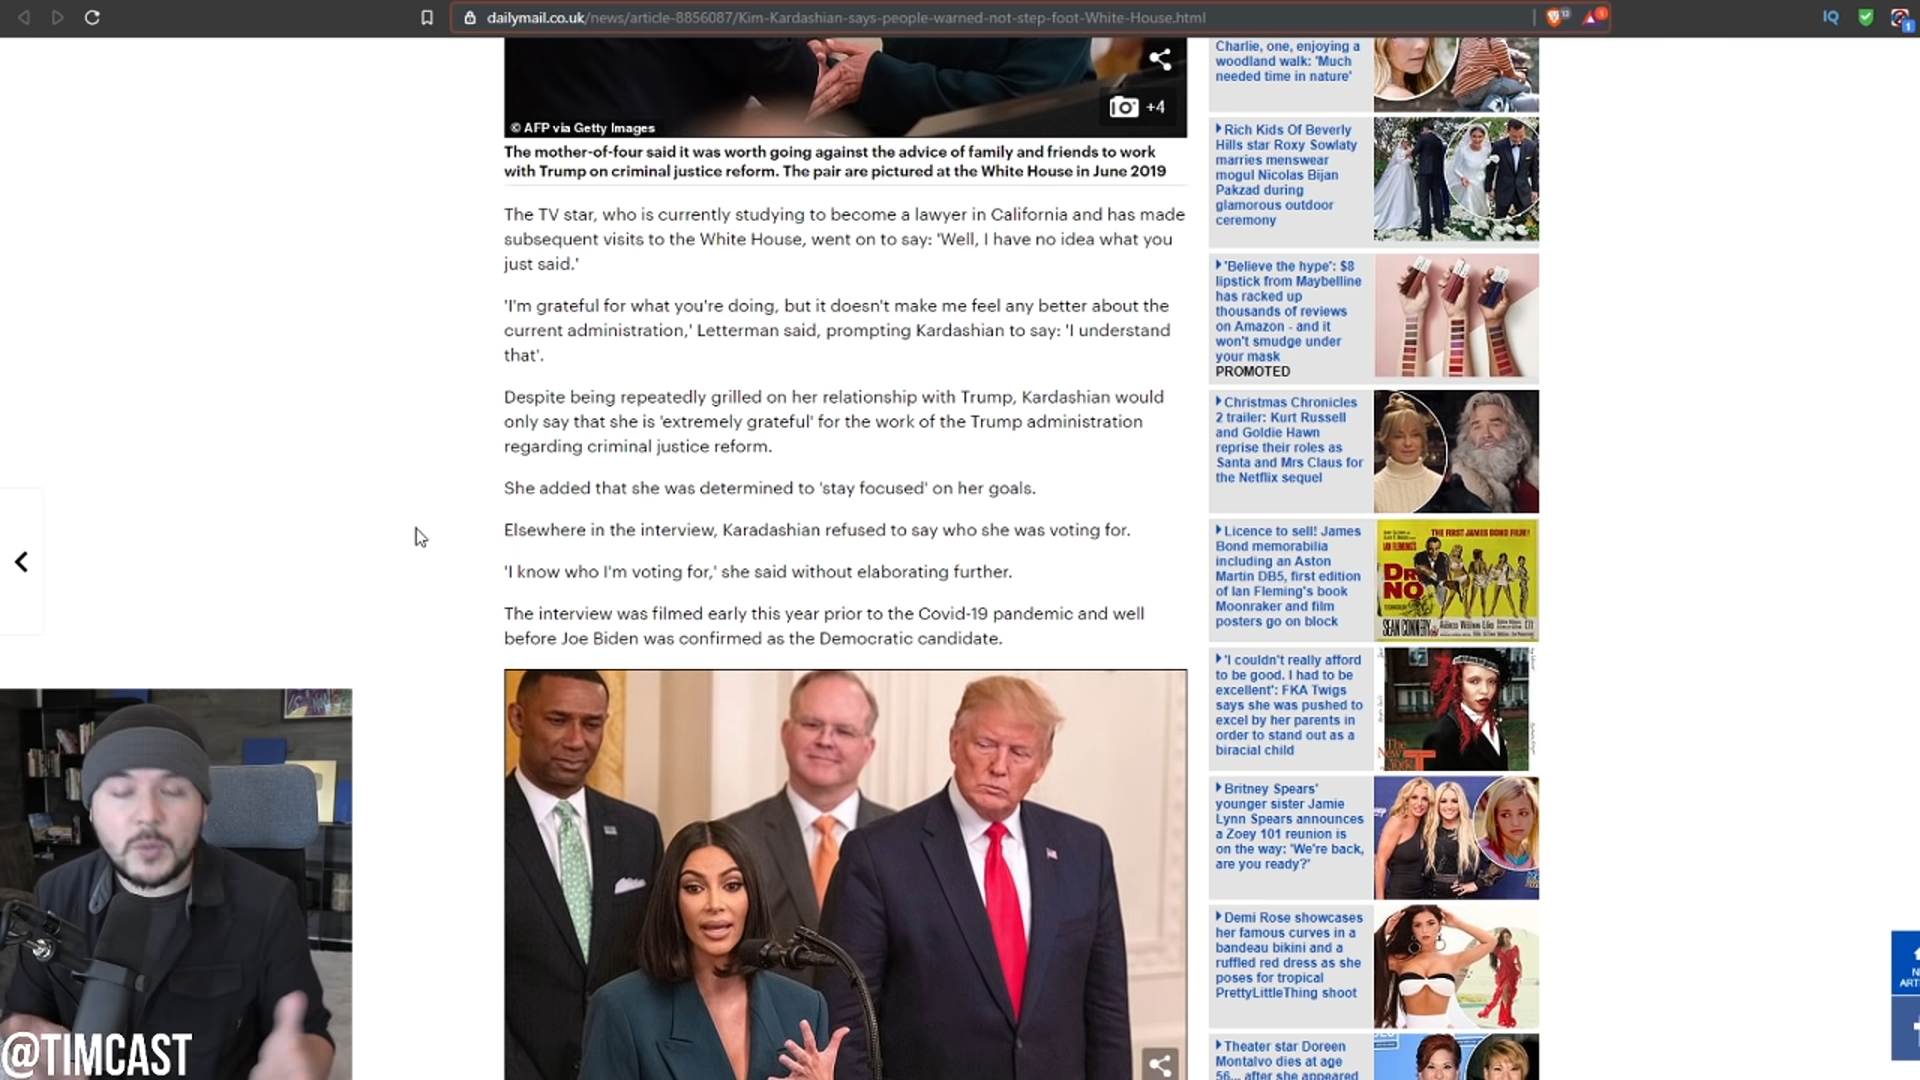 dailymail.co.uk/news/article-8856087/Kim-Kardashian-says-people-warned-not-step-foot-White-House.html
IQ
+4
© AFP via Getty Images
The mother-of-four said it was worth going against the advice of family and friends to work
with Trump on criminal justice reform. The pair are pictured at the White House in June 2019
The TV star, who is currently studying to become a lawyer in California and has made
subsequent visits to the White House, went on to say: 'Well, I have no idea what you
just said.'
'I'm grateful for what you're doing, but it doesn't make me feel any better about the
current administration,' Letterman said, prompting Kardashian to say: 'I understand
that'.
Despite being repeatedly grilled on her relationship with Trump, Kardashian would
only say that she is 'extremely grateful' for the work of the Trump administration
regarding criminal justice reform.
She added that she was determined to 'stay focused' on her goals.
Elsewhere in the interview, Karadashian refused to say who she was voting for.
'I know who I'm voting for,' she said without elaborating further.
The interview was filmed early this year prior to the Covid-19 pandemic and well
before Joe Biden was confirmed as the Democratic candidate.
@TIMCAST
Charlie, one, enjoying a
woodland walk: 'Much
needed time in nature'
Rich Kids Of Beverly
Hills star Roxy Sowlaty
marries menswear
mogul Nicolas Bijan
Pakzad during
glamorous outdoor
ceremony
'Believe the hype': $8
lipstick from Maybelline
has racked up
thousands of reviews
on Amazon - and it
won't smudge under
your mask
PROMOTED
Christmas Chronicles
2 trailer: Kurt Russell
and Goldie Hawn
reprise their roles as
Santa and Mrs Claus for
the Netflix sequel
Licence to sell! James
Bond memorabilia
including an Aston
Martin DB5, first edition
of Ian Fleming's book
Moonraker and film
posters go on block
THE FIRST JAMES BOND FILM!
IAN FLEMING'S
DR.
NO
SEAN CONNERY
'I couldn't really afford
to be good. I had to be
excellent': FKA Twigs
says she was pushed to
excel by her parents in
order to stand out as a
biracial child
The
New
York
T
Britney Spears'
younger sister Jamie
Lynn Spears announces
a Zoey 101 reunion is
on the way: 'We're back,
are you ready?'
Demi Rose showcases
her famous curves in a
bandeau bikini and a
ruffled red dress as she
poses for tropical
PrettyLittleThing shoot
Theater star Doreen
Montalvo dies at age
56... after she appeared
N
ARTI